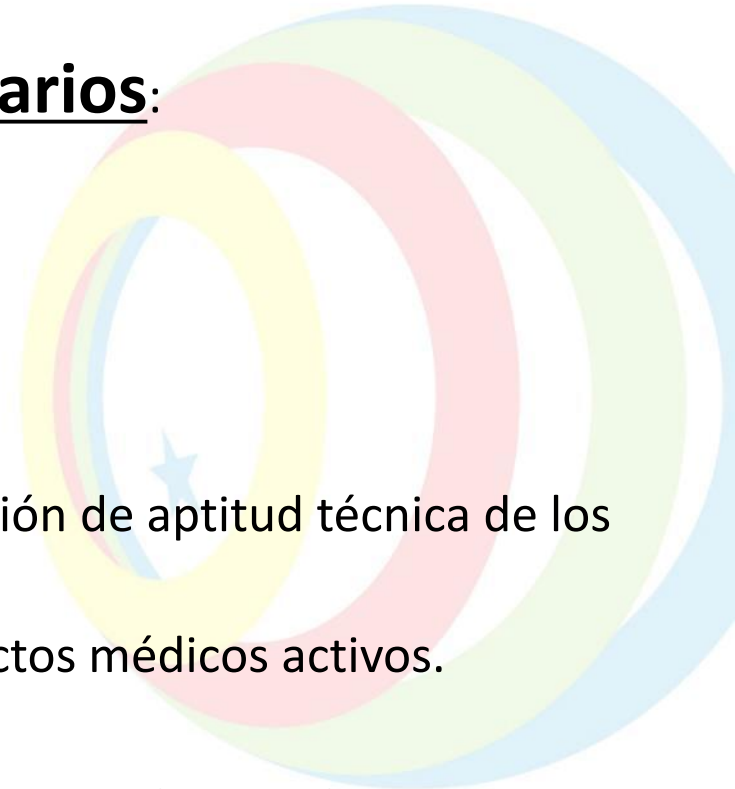 arios:
ión de aptitud técnica de los
ctos médicos activos.